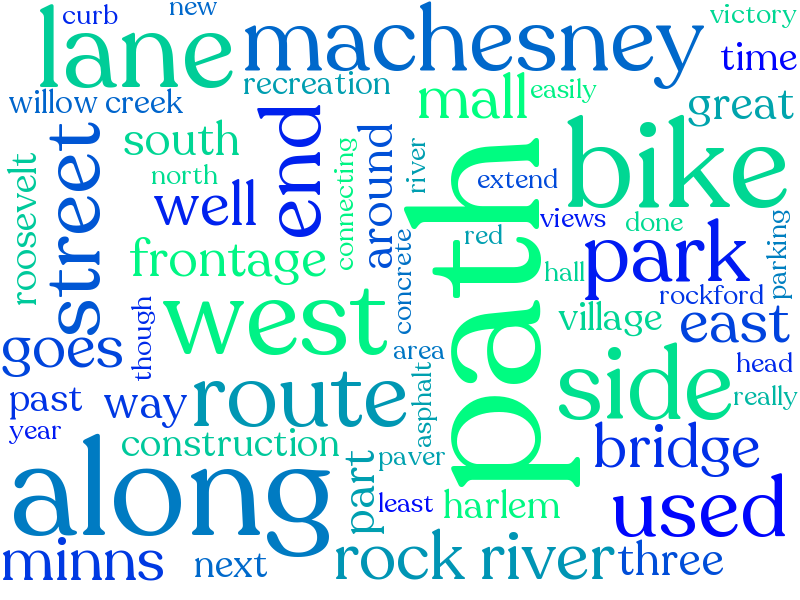 curb
new
victory
lane
machesney
time
recreation
willow creek
mall
easily
great
street
south
end
around
connecting
river
path
bike
roosevelt
north
well
extend
views
done
red
park
parking
frontage
concrete
hall
rockford
west
village
east
goes
though
area
side
head
past
way
route
asphalt
really
year
construction
paver
bridge
along
part
least
harlem
used
minns
next
rock river
three